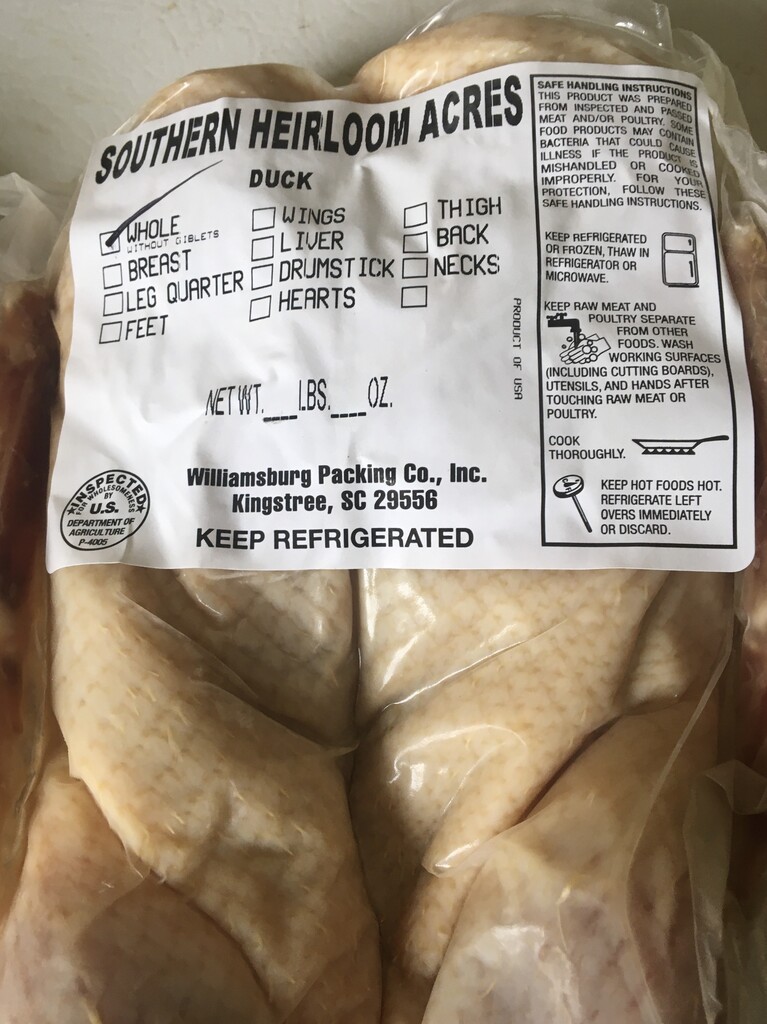 SOUTHERN HEIRLOOM ACRES
DUCK
WHOLE
WITHOUT GIBLETS
BREAST
LEG QUARTER
FEET
WINGS
LIVER
DRUMSTICK
HEARTS
THIGH
BACK
NECKS
PRODUCT OF USA
NET WT.___LBS.___OZ.
INSPECTED
FOR WHOLESOMENESS
BY
U.S.
DEPARTMENT OF
AGRICULTURE
P-4005
Williamsburg Packing Co., Inc.
Kingstree, SC 29556
KEEP REFRIGERATED
SAFE HANDLING INSTRUCTIONS
THIS PRODUCT WAS PREPARED
FROM INSPECTED AND PASSED
MEAT AND/OR POULTRY. SOME
FOOD PRODUCTS MAY CONTAIN
BACTERIA THAT COULD CAUSE
ILLNESS IF THE PRODUCT IS
MISHANDLED OR COOKED
IMPROPERLY. FOR YOUR
PROTECTION, FOLLOW THESE
SAFE HANDLING INSTRUCTIONS.
KEEP REFRIGERATED
OR FROZEN, THAW IN
REFRIGERATOR OR
MICROWAVE.
KEEP RAW MEAT AND
POULTRY SEPARATE
FROM OTHER
FOODS. WASH
WORKING SURFACES
(INCLUDING CUTTING BOARDS),
UTENSILS, AND HANDS AFTER
TOUCHING RAW MEAT OR
POULTRY.
COOK
THOROUGHLY.
KEEP HOT FOODS HOT.
REFRIGERATE LEFT
OVERS IMMEDIATELY
OR DISCARD.